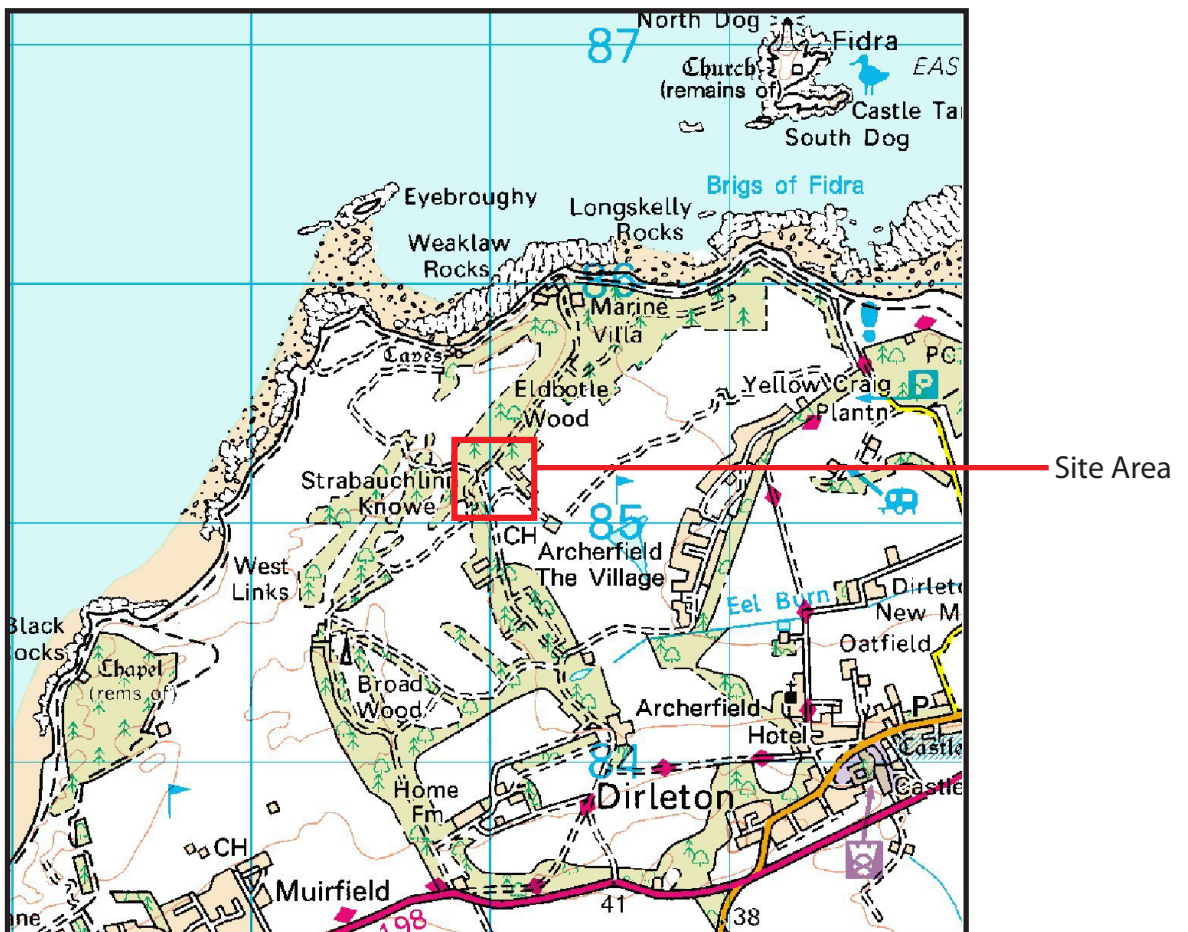 North Dog
87
Fidra
Church
(remains of)
EAS
Castle Ta
South Dog
Brigs of Fidra
Eyebroughy
Longskelly
Rocks
Weaklaw
Rocks
86
Marine
Villa
Caves
PC
P
Eldbotle
Wood
Yellow Craig
Plantn
Site Area
Strabauchlinn
Knowe
85
CH
Archerfield
The Village
West
Links
Eel Burn
Dirlet
New M
Black
ocks
Oatfield
Chapel
(rems of)
Broad
Wood
Archerfield
Hotel
P
Castle
84
Dirleton
Castle
Home
Fm
CH
Muirfield
41
38
198
ne